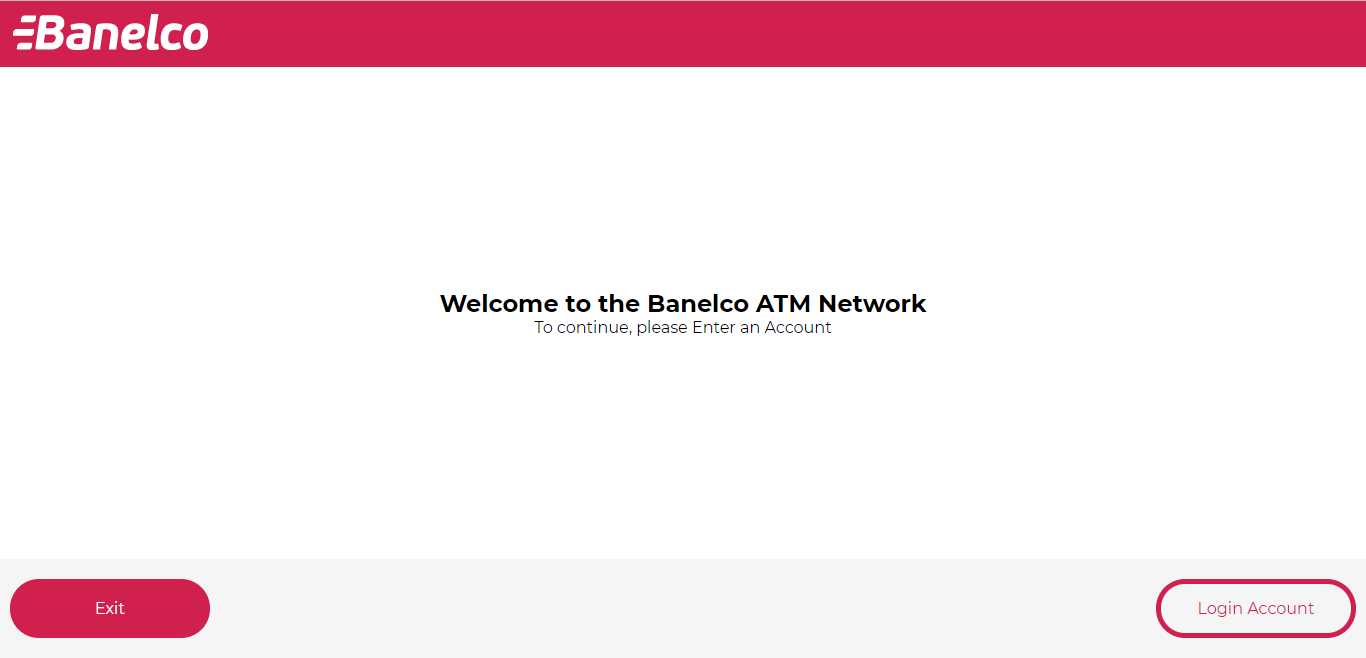 Banelco
Welcome to the Banelco ATM Network
To continue, please Enter an Account
Exit
Login Account